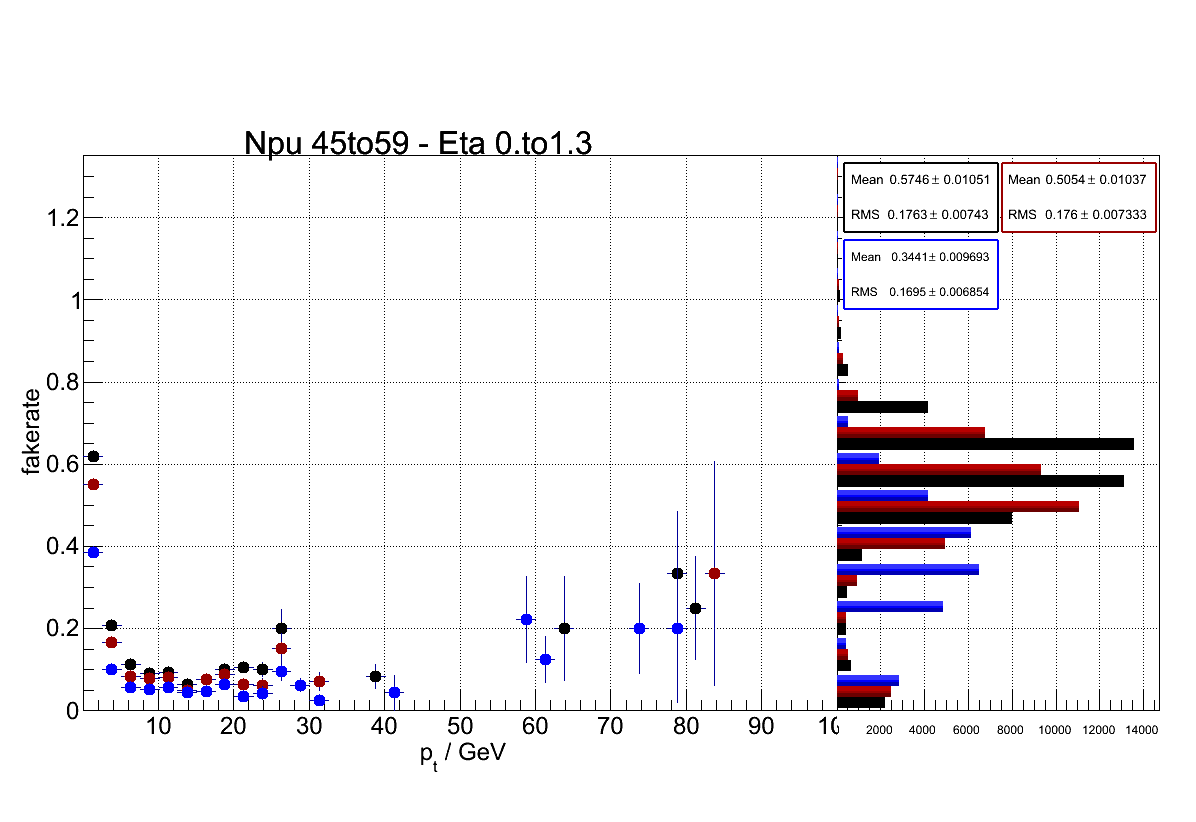 Npu 45to59 - Eta 0.to1.3
Mean 0.5746 ± 0.01051
RMS 0.1763 ± 0.00743
Mean 0.5054 ± 0.01037
RMS 0.176 ± 0.007333
Mean 0.3441 ± 0.009693
RMS 0.1695 ± 0.006854
fakerate
1.2
1
0.8
0.6
0.4
0.2
0
10 20 30 40 50 60 70 80 90
2000 4000 6000 8000 10000 12000 14000
pt / GeV